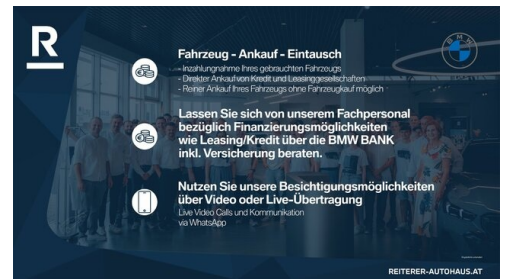 R
BMW
Fahrzeug - Ankauf - Eintausch
- Inzahlungnahme Ihres gebrauchten Fahrzeugs
- Direkter Ankauf von Kredit und Leasinggesellschaften
- Reiner Ankauf Ihres Fahrzeugs ohne Fahrzeugkauf möglich
Lassen Sie sich von unserem Fachpersonal
bezüglich Finanzierungsmöglichkeiten
wie Leasing/Kredit über die BMW BANK
inkl. Versicherung beraten.
Nutzen Sie unsere Besichtigungsmöglichkeiten
über Video oder Live-Übertragung
Live Video Calls und Kommunikation
via WhatsApp
REITERER-AUTOHAUS.AT